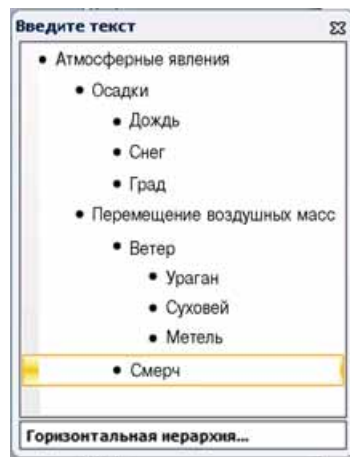 Введите текст
• Атмосферные явления
• Осадки
• Дождь
• Снег
• Град
• Перемещение воздушных масс
• Ветер
• Ураган
• Суховей
• Метель
• Смерч
Горизонтальная иерархия...